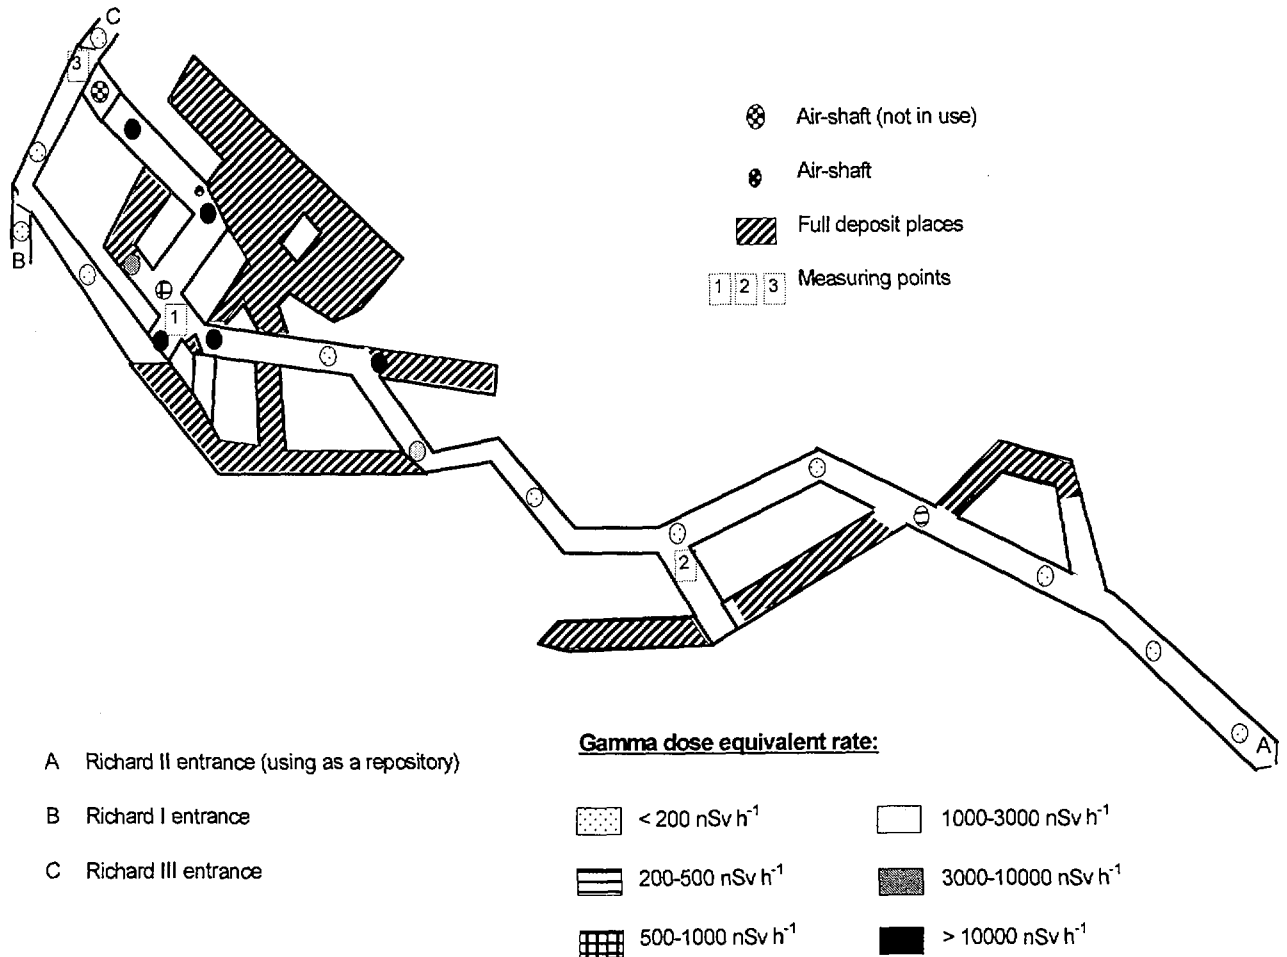 C
3
Air-shaft (not in use)
Air-shaft
Full deposit places
1 2 3 Measuring points
B
1
2
A
Gamma dose equivalent rate:
A Richard II entrance (using as a repository)
B Richard I entrance
C Richard III entrance
< 200 nSv h⁻¹
1000-3000 nSv h⁻¹
200-500 nSv h⁻¹
3000-10000 nSv h⁻¹
500-1000 nSv h⁻¹
> 10000 nSv h⁻¹